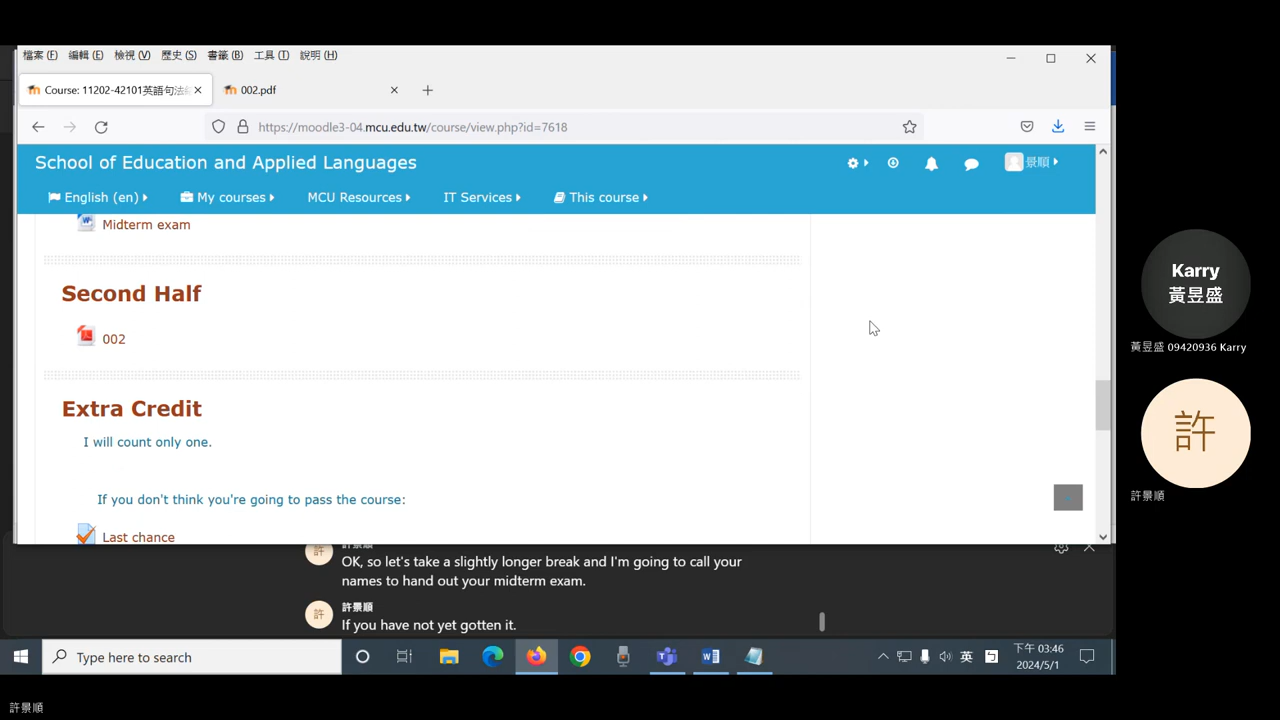 檔案 (F) 編輯 (E) 檢視 (V) 歷史 (S) 書籤 (B) 工具 (T) 說明 (H)
Course: 11202-42101英語句法
002.pdf
https://moodle3-04.mcu.edu.tw/course/view.php?id=7618
School of Education and Applied Languages
景順
English (en)
My courses
MCU Resources
IT Services
This course
Midterm exam
Second Half
002
Extra Credit
I will count only one.
If you don't think you're going to pass the course:
Last chance
Karry
黃昱盛
黃昱盛 09420936 Karry
許
許景順
許
許景順
OK, so let's take a slightly longer break and I'm going to call your
names to hand out your midterm exam.
許
許景順
If you have not yet gotten it.
Type here to search
英
下午 03:46
2024/5/1
許景順